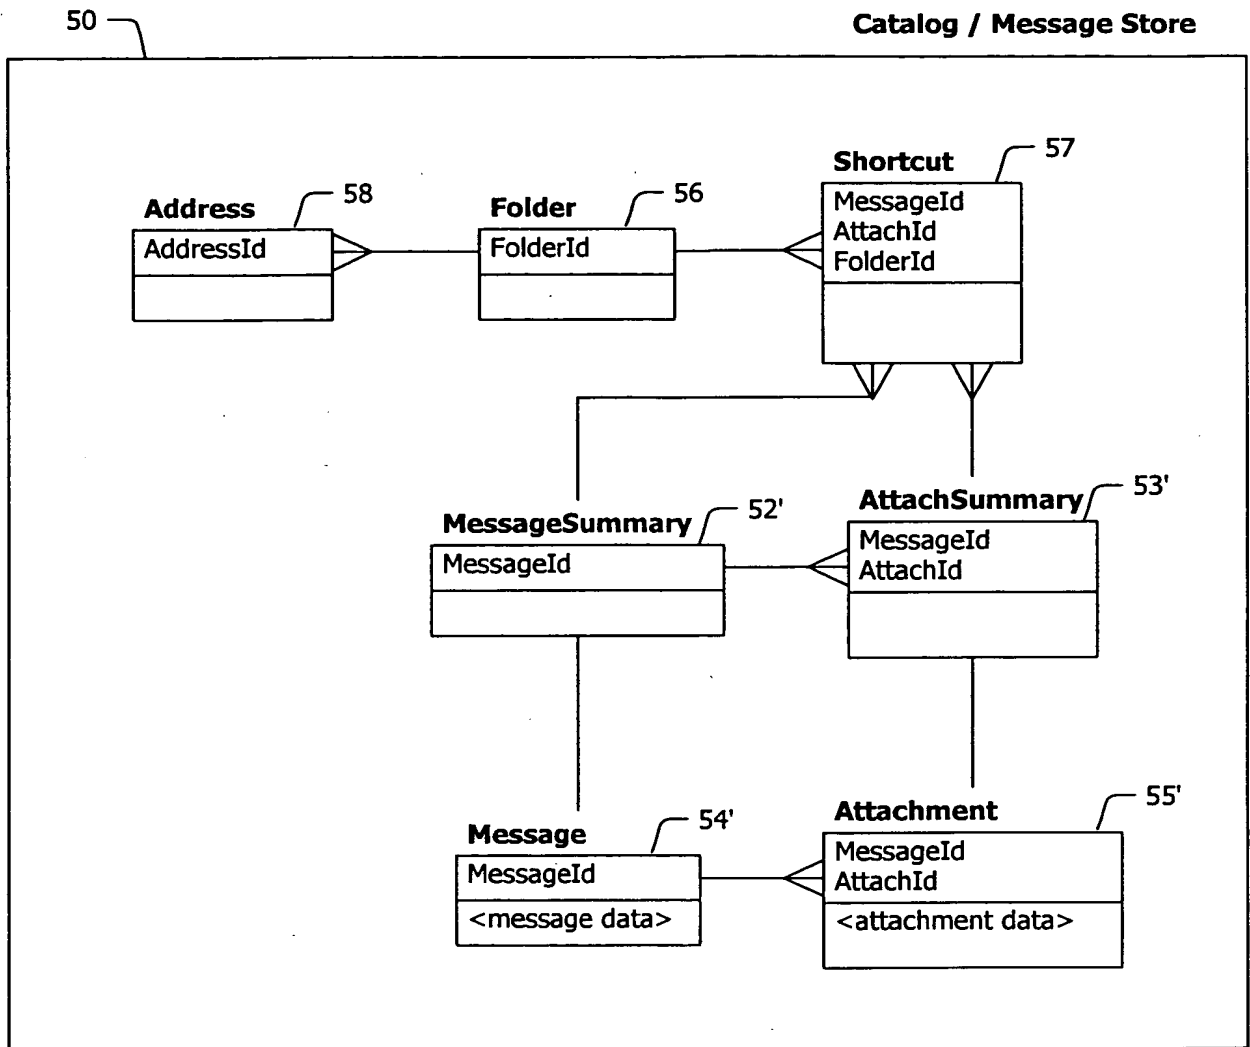 50
Catalog / Message Store
Shortcut
57
MessageId
AttachId
FolderId
Address
58
AddressId
Folder
56
FolderId
MessageSummary
52'
MessageId
AttachSummary
53'
MessageId
AttachId
Message
54'
MessageId
<message data>
Attachment
55'
MessageId
AttachId
<attachment data>